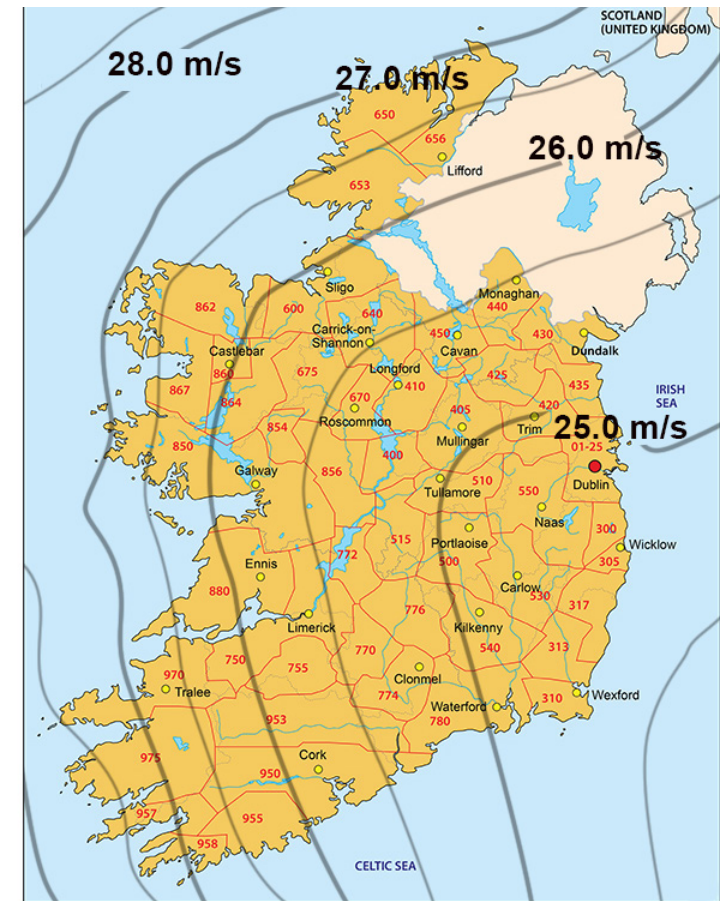 SCOTLAND
(UNITED KINGDOM)
28.0 m/s
27.0 m/s
650
656
Lifford
26.0 m/s
653
Sligo
Monaghan
862
600
640
440
Carrick-on-
Shannon
450
430
Cavan
Dundalk
Castlebar
860
675
Longford
425
435
867
864
670
410
IRISH
SEA
Roscommon
405
420
Trim
25.0 m/s
854
Mullingar
01-25
850
856
400
Galway
Tullamore
510
Dublin
550
Naas
515
Portlaoise
300
Wicklow
772
500
305
Ennis
880
Carlow
530
317
776
Limerick
Kilkenny
540
313
750
755
770
970
Clonmel
Tralee
774
310
Wexford
Waterford
780
953
975
Cork
950
957
955
958
CELTIC SEA